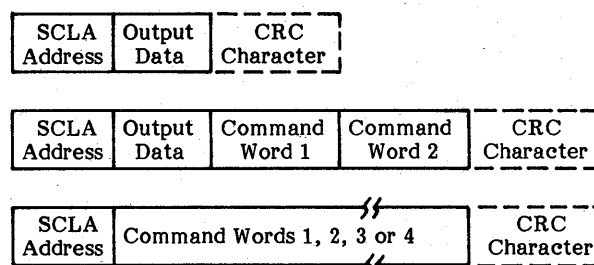 SCLA Output CRC
Address Data Character
SCLA Output Command Command CRC
Address Data Word 1 Word 2 Character
SCLA Command Words 1, 2, 3 or 4 CRC
Address Character